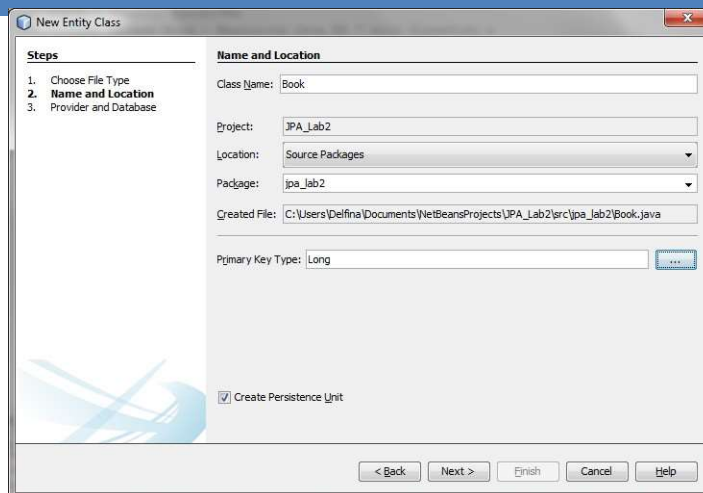 New Entity Class
Steps
1. Choose File Type
2. Name and Location
3. Provider and Database
Name and Location
Class Name: Book
Project: JPA_Lab2
Location: Source Packages
Package: jpa_lab2
Created File: C:\Users\Delfina\Documents\NetBeansProjects\JPA_Lab2\src\jpa_lab2\Book.java
Primary Key Type: Long ...
Create Persistence Unit
< Back Next > Finish Cancel Help